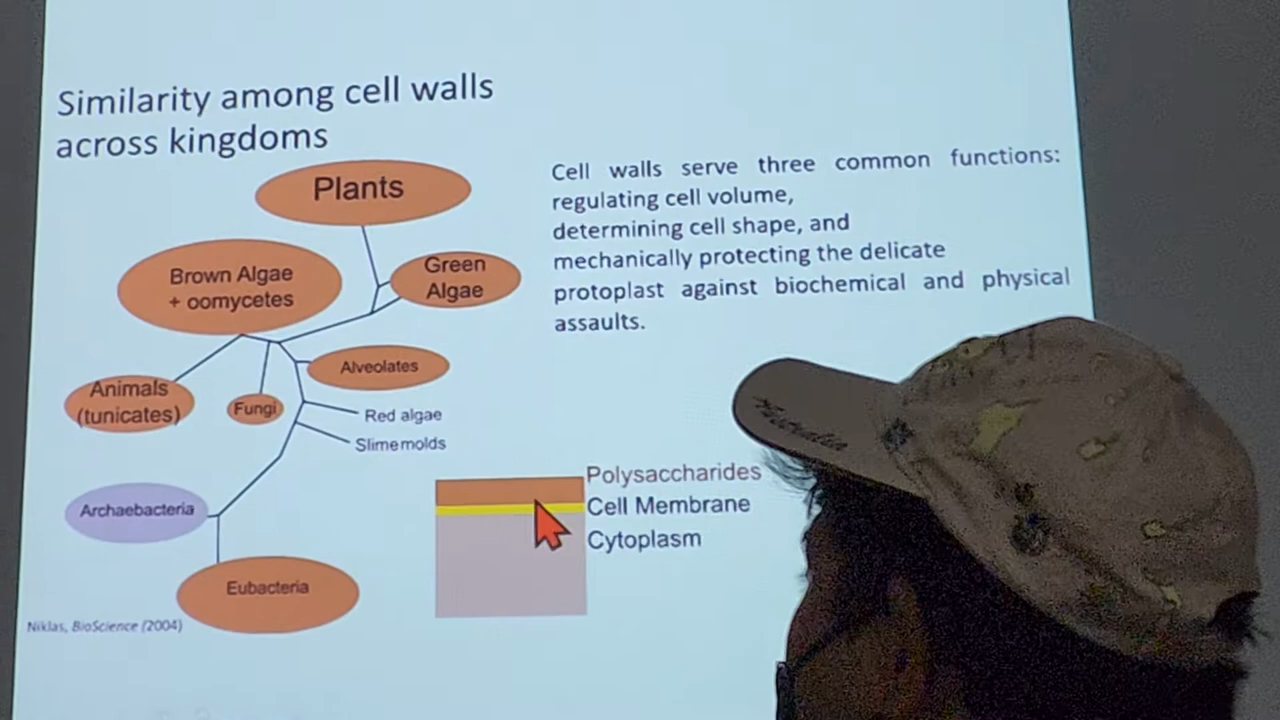 Similarity among cell walls
across kingdoms
Plants
Brown Algae
+ oomycetes
Green
Algae
Alveolates
Animals
(tunicates)
Fungi
Red algae
Slime molds
Archaebacteria
Eubacteria
Niklas, BioScience (2004)
Cell walls serve three common functions:
regulating cell volume,
determining cell shape, and
mechanically protecting the delicate
protoplast against biochemical and physical
assaults.
Polysaccharides
Cell Membrane
Cytoplasm
Australia